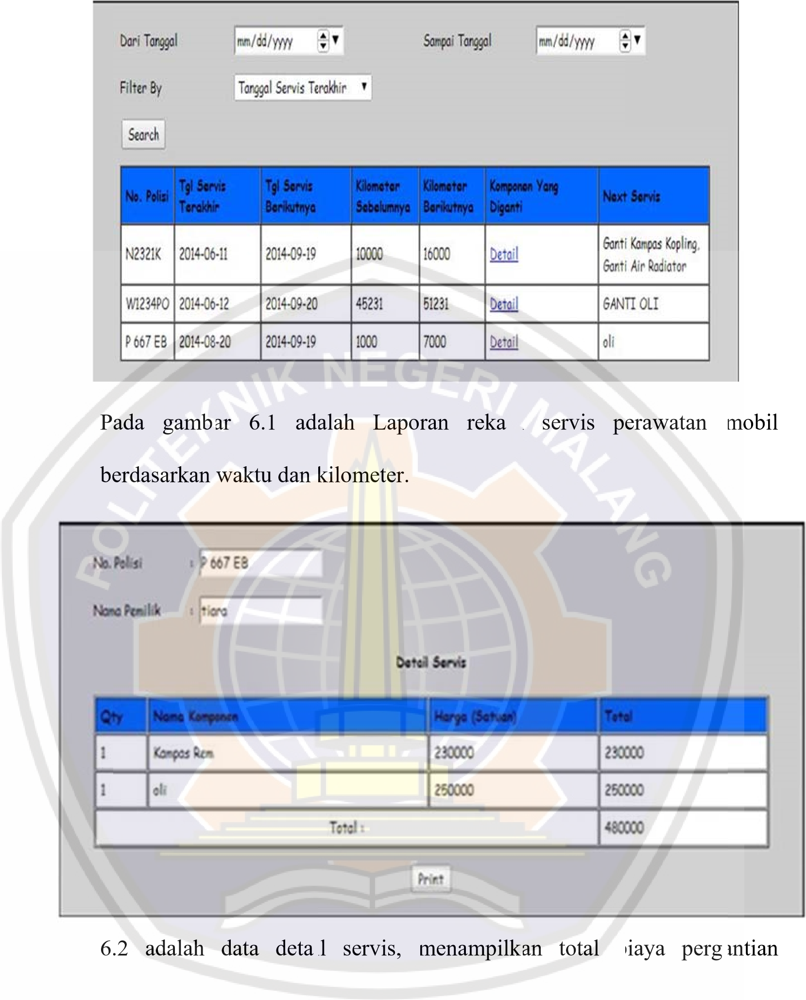 Dari Tanggal mm/dd/yyyy Sampai Tanggal mm/dd/yyyy
Filter By Tanggal Servis Terakhir
Search
No. Polisi Tgl Servis Terakhir Tgl Servis Berikutnya Kilometer Sebelumnya Kilometer Berikutnya Komponen Yang Diganti Next Servis
N2321K 2014-06-11 2014-09-19 10000 16000 Detail Ganti Kampas Kopling, Ganti Air Radiator
W1234PO 2014-06-12 2014-09-20 45231 51231 Detail GANTI OLI
P 667 EB 2014-08-20 2014-09-19 1000 7000 Detail oli
POLITEKNIK NEGERI MALANG
Pada gambar 6.1 adalah Laporan reka servis perawatan mobil
berdasarkan waktu dan kilometer.
No. Polisi : P 667 EB
Nama Pemilik : tiara
Detail Servis
Qty Nama Komponen Harga (Satuan) Total
1 Kampas Rem 230000 230000
1 oli 250000 250000
Total : 480000
Print
6.2 adalah data detail servis, menampilkan total biaya pergantian